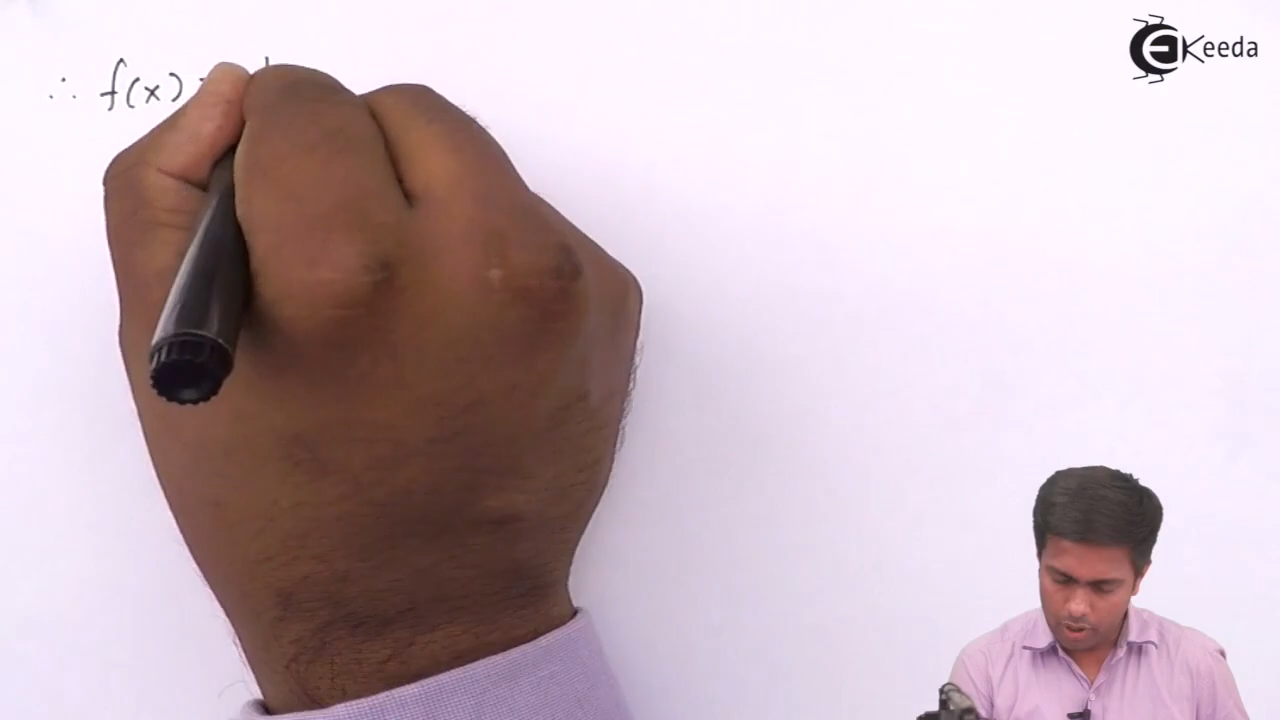 ∴ f(x) =
Keeda